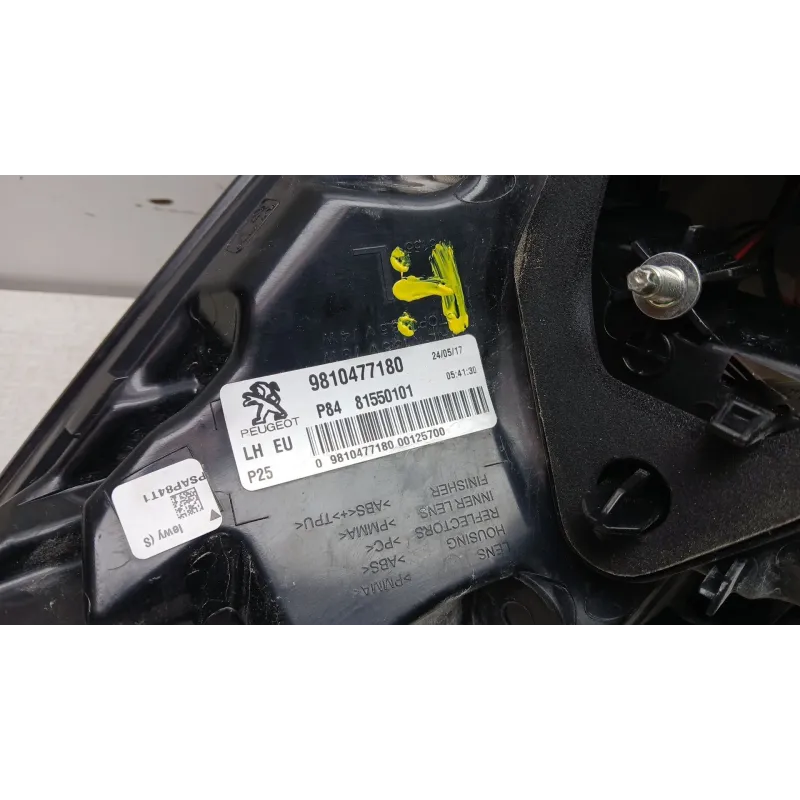 9810477180
24/05/17
PEUGEOT
P84 81550101
05:41:30
LH EU
P25
0 9810477180 00125700
PSAP84T1
lewy (S
LENS >PMMA<
HOUSING >ABS<
REFLECTORS >PC<
INNER LENS >PMMA<
FINISHER >ABS<+>TPU<